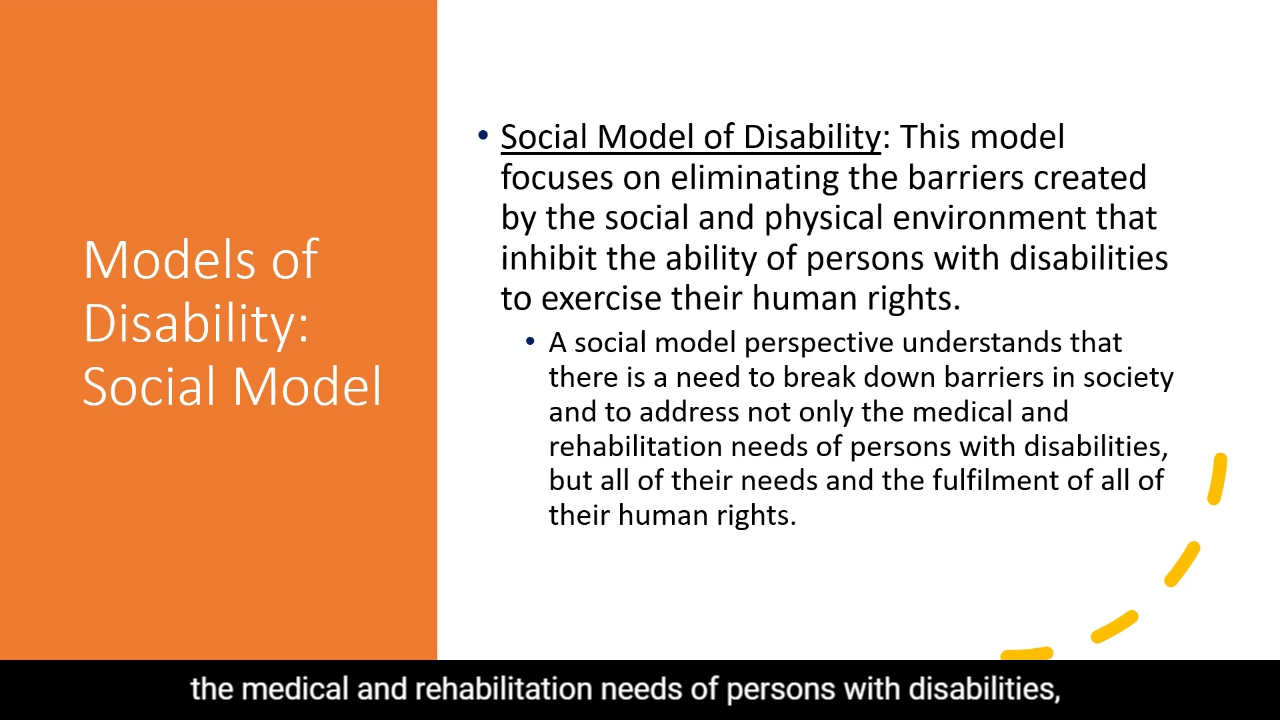 Models of
Disability:
Social Model
• Social Model of Disability: This model
focuses on eliminating the barriers created
by the social and physical environment that
inhibit the ability of persons with disabilities
to exercise their human rights.
• A social model perspective understands that
there is a need to break down barriers in society
and to address not only the medical and
rehabilitation needs of persons with disabilities,
but all of their needs and the fulfilment of all of
their human rights.
the medical and rehabilitation needs of persons with disabilities,